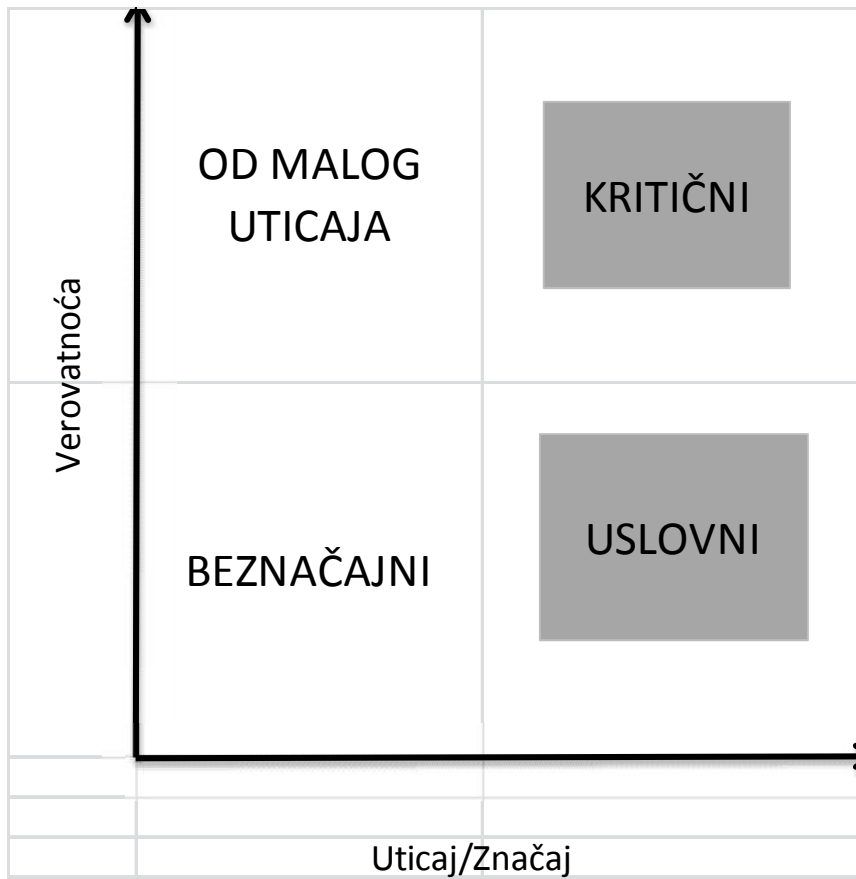 OD MALOG
UTICAJA
KRITIČNI
Verovatnoća
BEZNAČAJNI
USLOVNI
Uticaj/Značaj